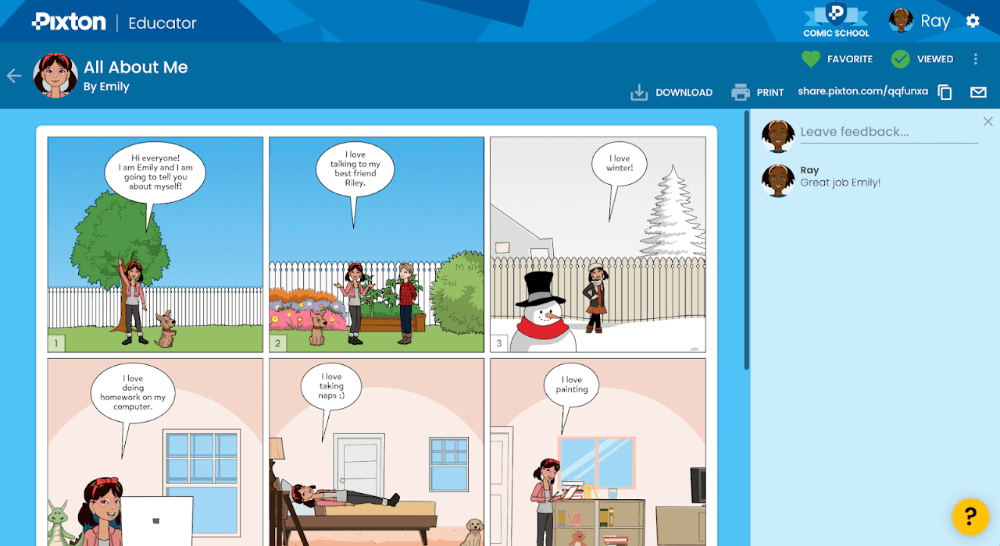 Pixton Educator
COMIC SCHOOL
Ray
All About Me
By Emily
FAVORITE
VIEWED
DOWNLOAD
PRINT
share.pixton.com/qqfunxa
Hi everyone!
I am Emily and I am
going to tell you
about myself!
1
I love
talking to my
best friend
Riley.
2
I love
winter!
3
I love
doing
homework on my
computer.
I love
taking
naps :)
I love
painting
Leave feedback...
Ray
Great job Emily!
?